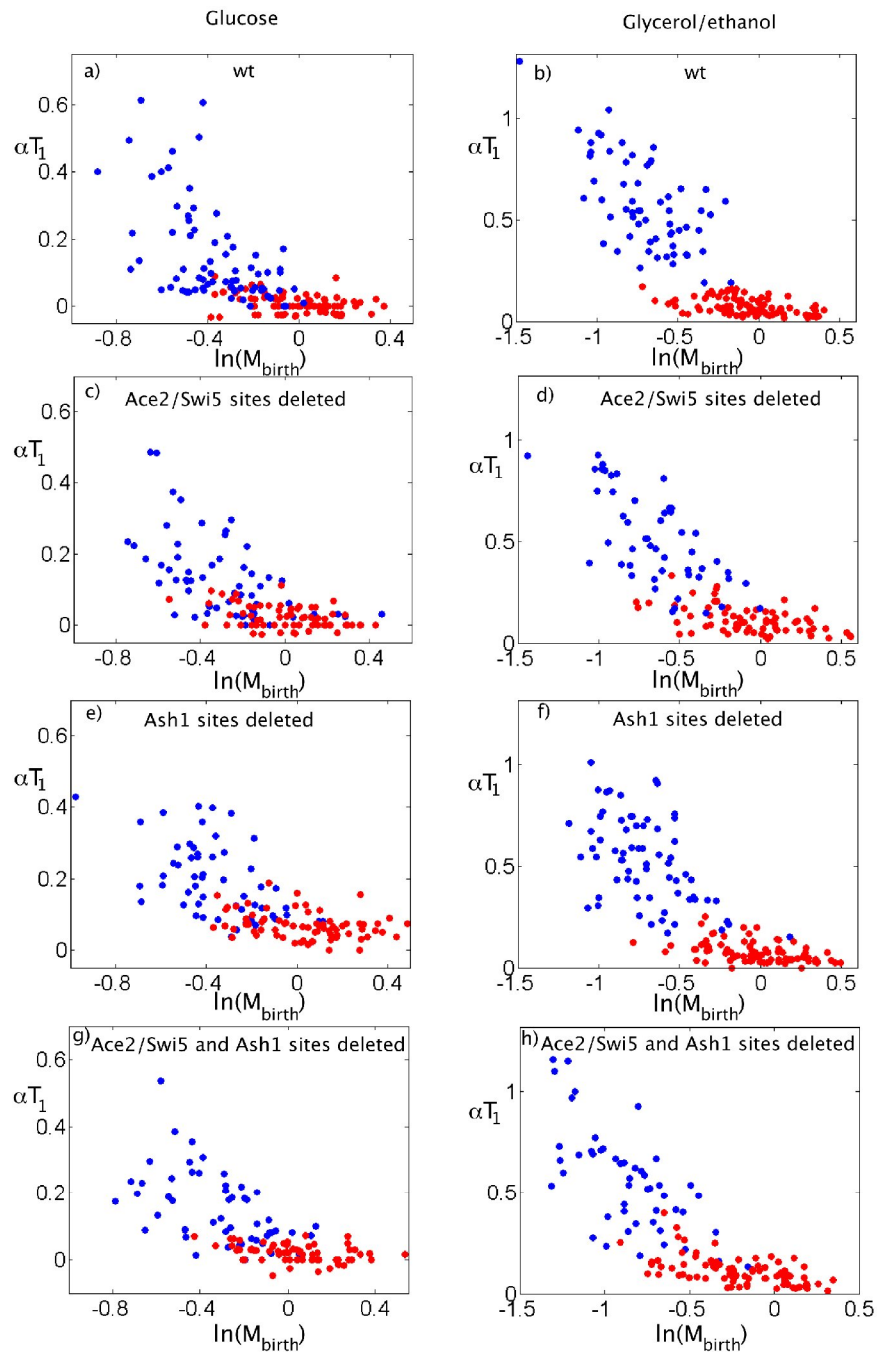 Glucose
Glycerol/ethanol
a)
wt
0.6
αT1
0.4
0.2
0
-0.8
-0.4
0
0.4
ln(Mbirth)
b)
wt
1
αT1
0.5
1
-1.5
-1
-0.5
0
0.5
ln(Mbirth)
c)
Ace2/Swi5 sites deleted
0.6
αT1
0.4
0.2
0
-0.8
-0.4
0
0.4
ln(Mbirth)
d)
Ace2/Swi5 sites deleted
1
αT1
0.5
1
-1.5
-1
-0.5
0
0.5
ln(Mbirth)
e)
Ash1 sites deleted
0.6
αT1
0.4
0.2
0
-0.8
-0.4
0
0.4
ln(Mbirth)
f)
Ash1 sites deleted
1
αT1
0.5
0
-1.5
-1
-0.5
0
0.5
ln(Mbirth)
g)
Ace2/Swi5 and Ash1 sites deleted
0.6
αT1
0.4
0.2
0
-0.8
-0.4
0
0.4
ln(Mbirth)
h)
Ace2/Swi5 and Ash1 sites deleted
1
αT1
0.5
0
-1.5
-1
-0.5
0
0.5
ln(Mbirth)